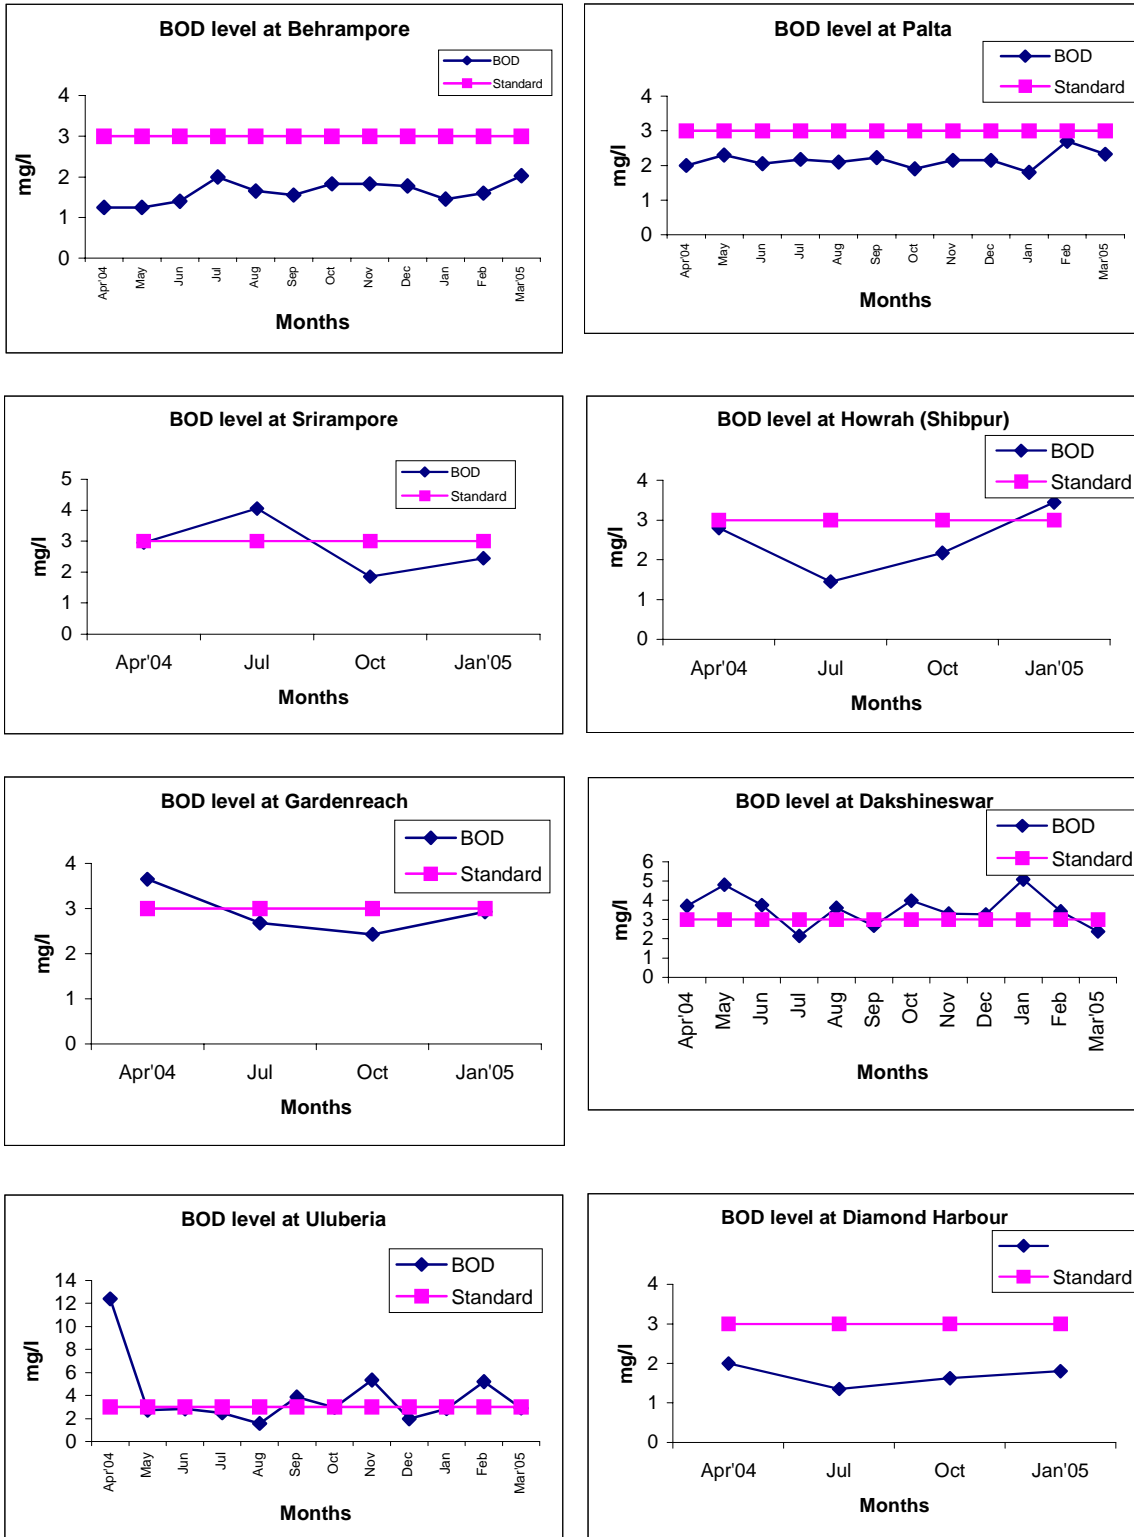 BOD level at Behrampore
BOD
Standard
4
3
2
1
0
mg/l
Apr'04 May Jun Jul Aug Sep Oct Nov Dec Jan Feb Mar'05
Months
BOD level at Palta
BOD
Standard
4
3
2
1
0
mg/l
Apr'04 May Jun Jul Aug Sep Oct Nov Dec Jan Feb Mar'05
Months
BOD level at Srirampore
BOD
Standard
5
4
3
2
1
0
mg/l
Apr'04 Jul Oct Jan'05
Months
BOD level at Howrah (Shibpur)
BOD
Standard
4
3
2
1
0
mg/l
Apr'04 Jul Oct Jan'05
Months
BOD level at Gardenreach
BOD
Standard
4
3
2
1
0
mg/l
Apr'04 Jul Oct Jan'05
Months
BOD level at Dakshineswar
BOD
Standard
6
5
4
3
2
1
0
mg/l
Apr'04 May Jun Jul Aug Sep Oct Nov Dec Jan Feb Mar'05
Months
BOD level at Uluberia
BOD
Standard
14
12
10
8
6
4
2
0
mg/l
Apr'04 May Jun Jul Aug Sep Oct Nov Dec Jan Feb Mar'05
Months
BOD level at Diamond Harbour
Standard
4
3
2
1
0
mg/l
Apr'04 Jul Oct Jan'05
Months